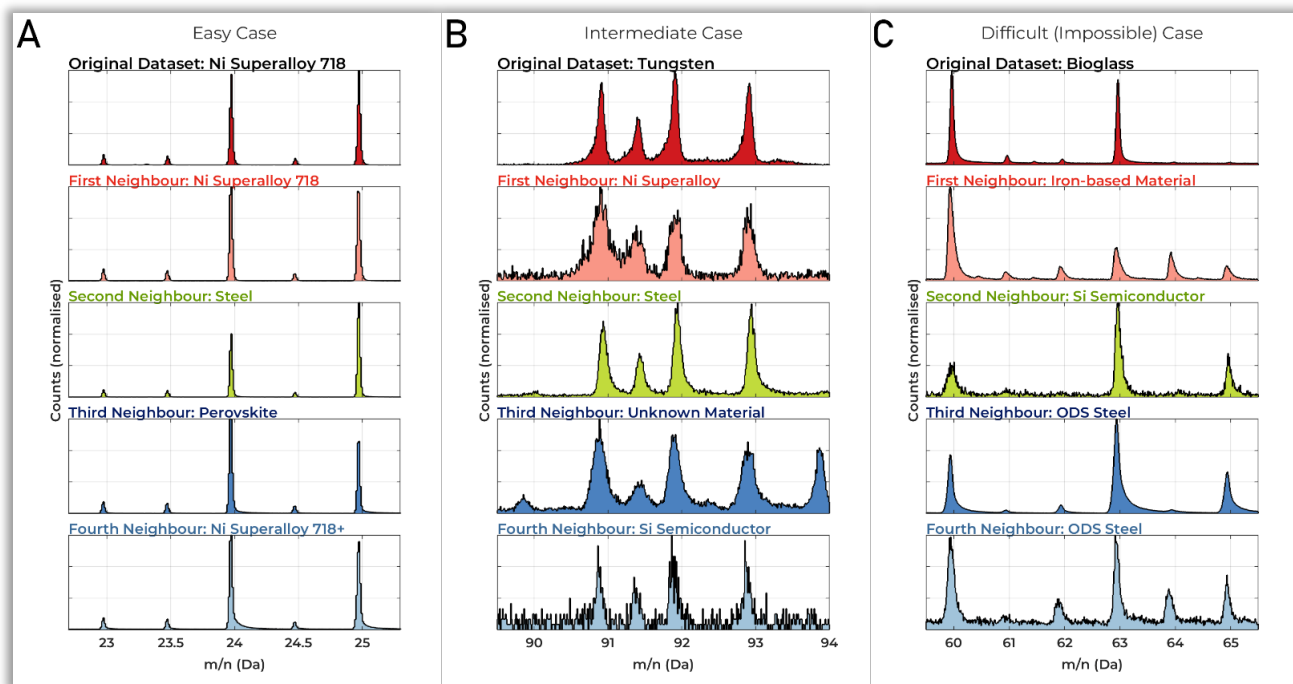 A
Easy Case
Original Dataset: Ni Superalloy 718
First Neighbour: Ni Superalloy 718
Second Neighbour: Steel
Third Neighbour: Perovskite
Fourth Neighbour: Ni Superalloy 718+
Counts (normalised)
23 23.5 24 24.5 25
m/n (Da)
B
Intermediate Case
Original Dataset: Tungsten
First Neighbour: Ni Superalloy
Second Neighbour: Steel
Third Neighbour: Unknown Material
Fourth Neighbour: Si Semiconductor
Counts (normalised)
90 91 92 93 94
m/n (Da)
C
Difficult (Impossible) Case
Original Dataset: Bioglass
First Neighbour: Iron-based Material
Second Neighbour: Si Semiconductor
Third Neighbour: ODS Steel
Fourth Neighbour: ODS Steel
Counts (normalised)
60 61 62 63 64 65
m/n (Da)